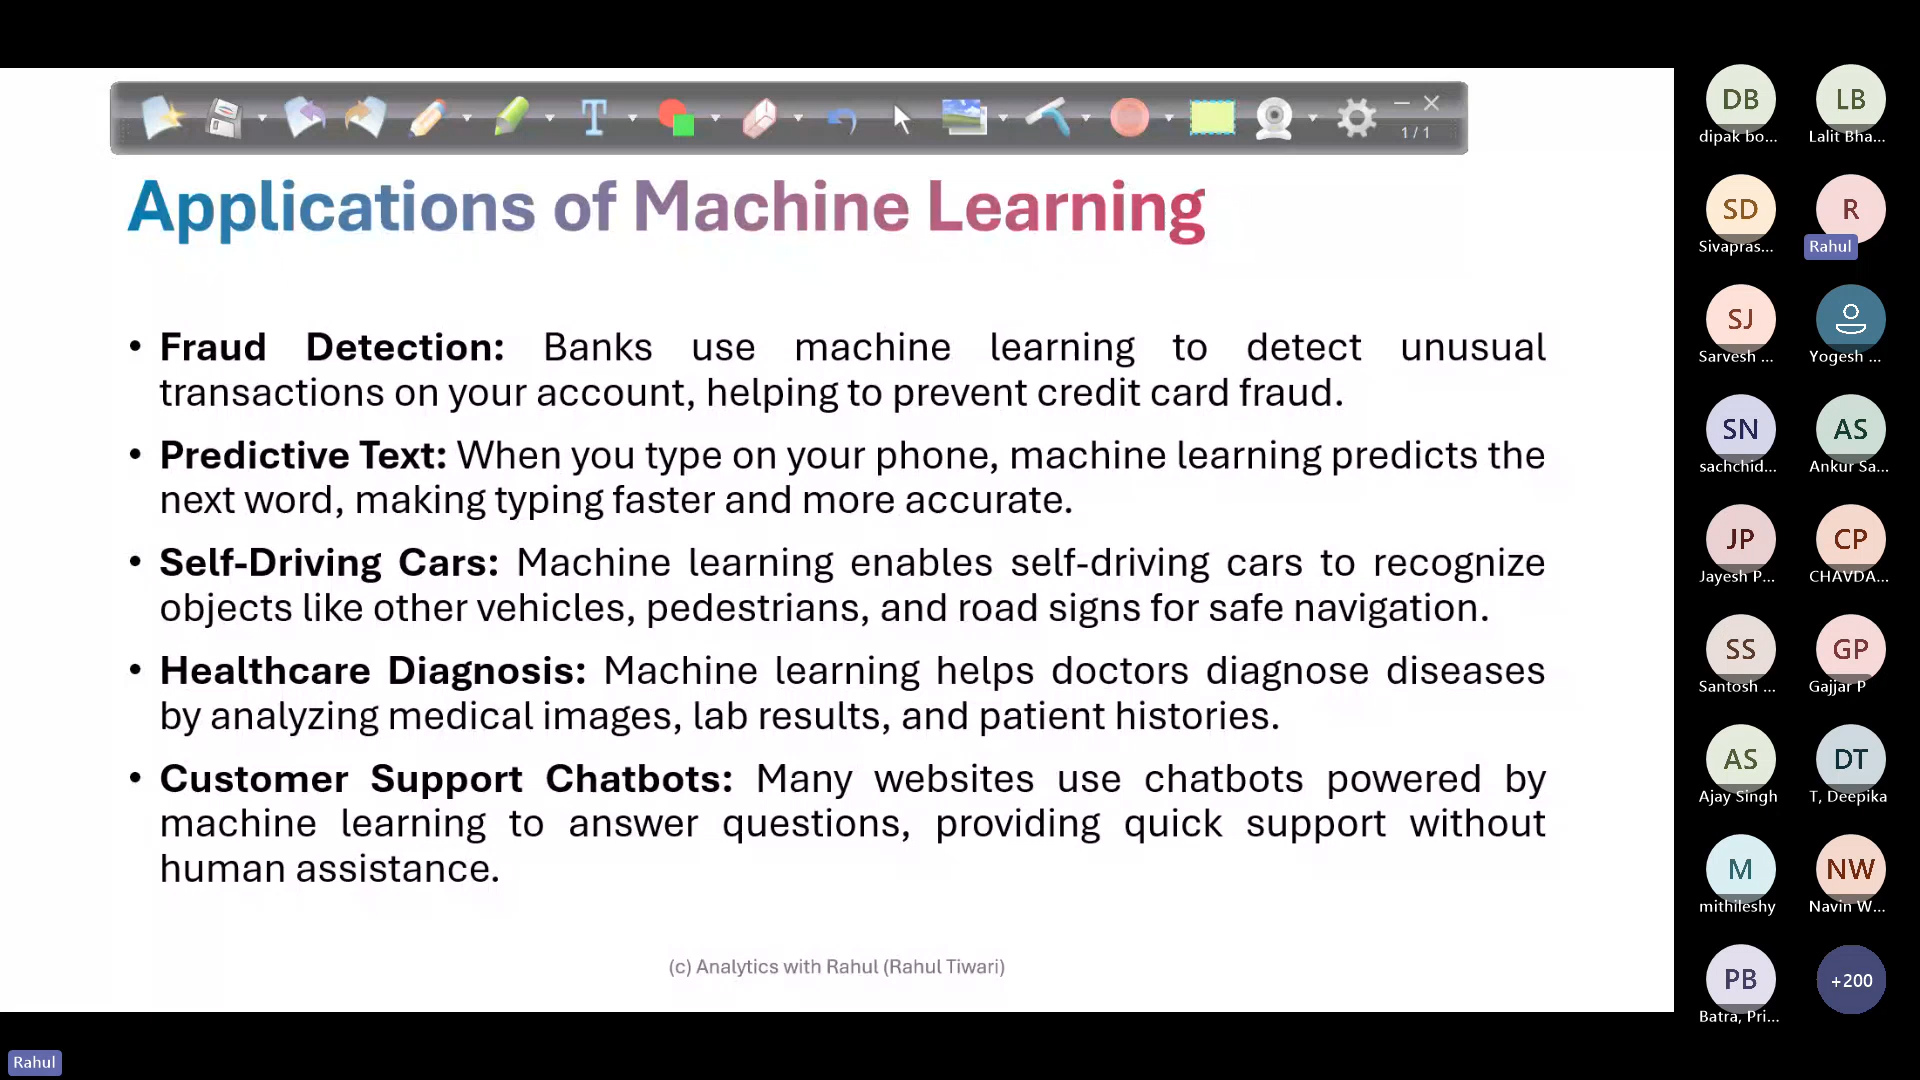 1 / 1
Applications of Machine Learning
• Fraud Detection: Banks use machine learning to detect unusual
transactions on your account, helping to prevent credit card fraud.
• Predictive Text: When you type on your phone, machine learning predicts the
next word, making typing faster and more accurate.
• Self-Driving Cars: Machine learning enables self-driving cars to recognize
objects like other vehicles, pedestrians, and road signs for safe navigation.
• Healthcare Diagnosis: Machine learning helps doctors diagnose diseases
by analyzing medical images, lab results, and patient histories.
• Customer Support Chatbots: Many websites use chatbots powered by
machine learning to answer questions, providing quick support without
human assistance.
(c) Analytics with Rahul (Rahul Tiwari)
Rahul
DB
dipak bo...
LB
Lalit Bha...
SD
Sivapras...
R
Rahul
SJ
Sarvesh ...
Yogesh ...
SN
sachchid...
AS
Ankur Sa...
JP
Jayesh P...
CP
CHAVDA...
SS
Santosh ...
GP
Gajjar P
AS
Ajay Singh
DT
T, Deepika
M
mithileshy
NW
Navin W...
PB
Batra, Pri...
+200